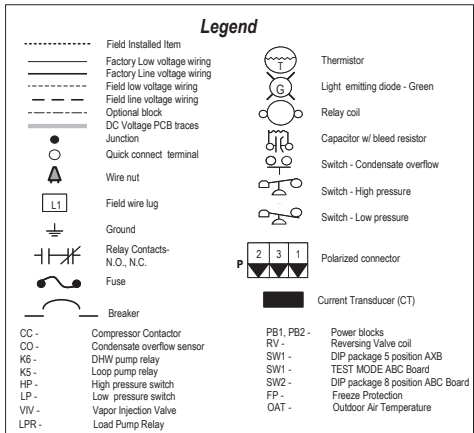 Legend
Field Installed Item
Factory Low voltage wiring
Factory Line voltage wiring
Field low voltage wiring
Field line voltage wiring
Optional block
DC Voltage PCB traces
Junction
Quick connect terminal
Wire nut
L1
Field wire lug
Ground
Relay Contacts-
N.O., N.C.
Fuse
Breaker
T
Thermistor
G
Light emitting diode - Green
Relay coil
Capacitor w/ bleed resistor
Switch - Condensate overflow
Switch - High pressure
Switch - Low pressure
P 2 3 1
Polarized connector
Current Transducer (CT)
CC - Compressor Contactor
CO - Condensate overflow sensor
K6 - DHW pump relay
K5 - Loop pump relay
HP - High pressure switch
LP - Low pressure switch
VIV - Vapor Injection Valve
LPR - Load Pump Relay
PB1, PB2 - Power blocks
RV - Reversing Valve coil
SW1 - DIP package 5 position AXB
SW1 - TEST MODE ABC Board
SW2 - DIP package 8 position ABC Board
FP - Freeze Protection
OAT - Outdoor Air Temperature